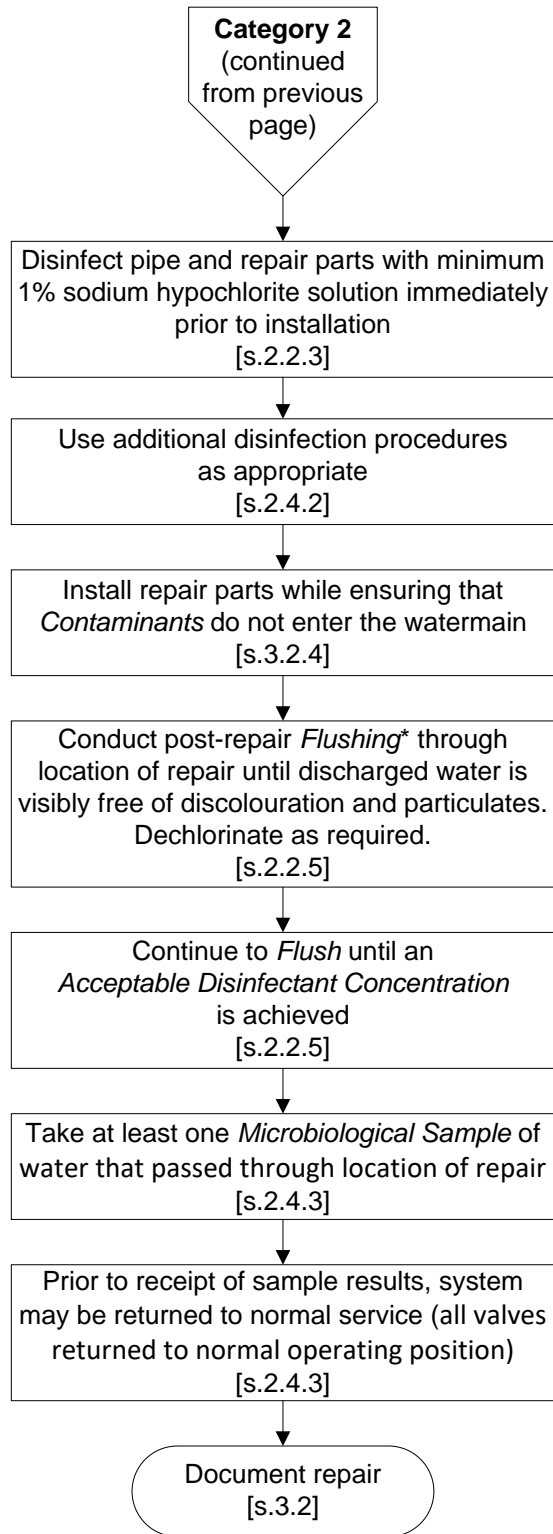 Category 2
(continued
from previous
page)
Disinfect pipe and repair parts with minimum
1% sodium hypochlorite solution immediately
prior to installation
[s.2.2.3]
Use additional disinfection procedures
as appropriate
[s.2.4.2]
Install repair parts while ensuring that
Contaminants do not enter the watermain
[s.3.2.4]
Conduct post-repair Flushing* through
location of repair until discharged water is
visibly free of discolouration and particulates.
Dechlorinate as required.
[s.2.2.5]
Continue to Flush until an
Acceptable Disinfectant Concentration
is achieved
[s.2.2.5]
Take at least one Microbiological Sample of
water that passed through location of repair
[s.2.4.3]
Prior to receipt of sample results, system
may be returned to normal service (all valves
returned to normal operating position)
[s.2.4.3]
Document repair
[s.3.2]